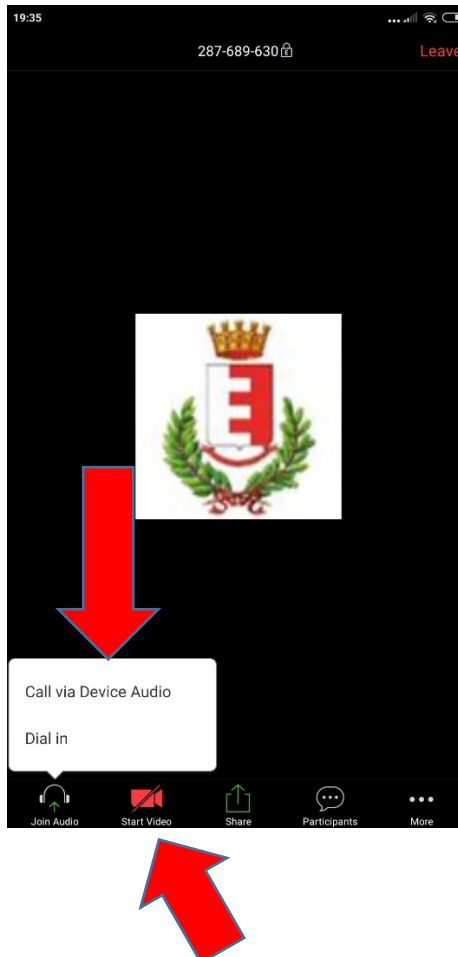 19:35
287-689-630 Leave
Call via Device Audio
Dial in
Join Audio Start Video Share Participants More